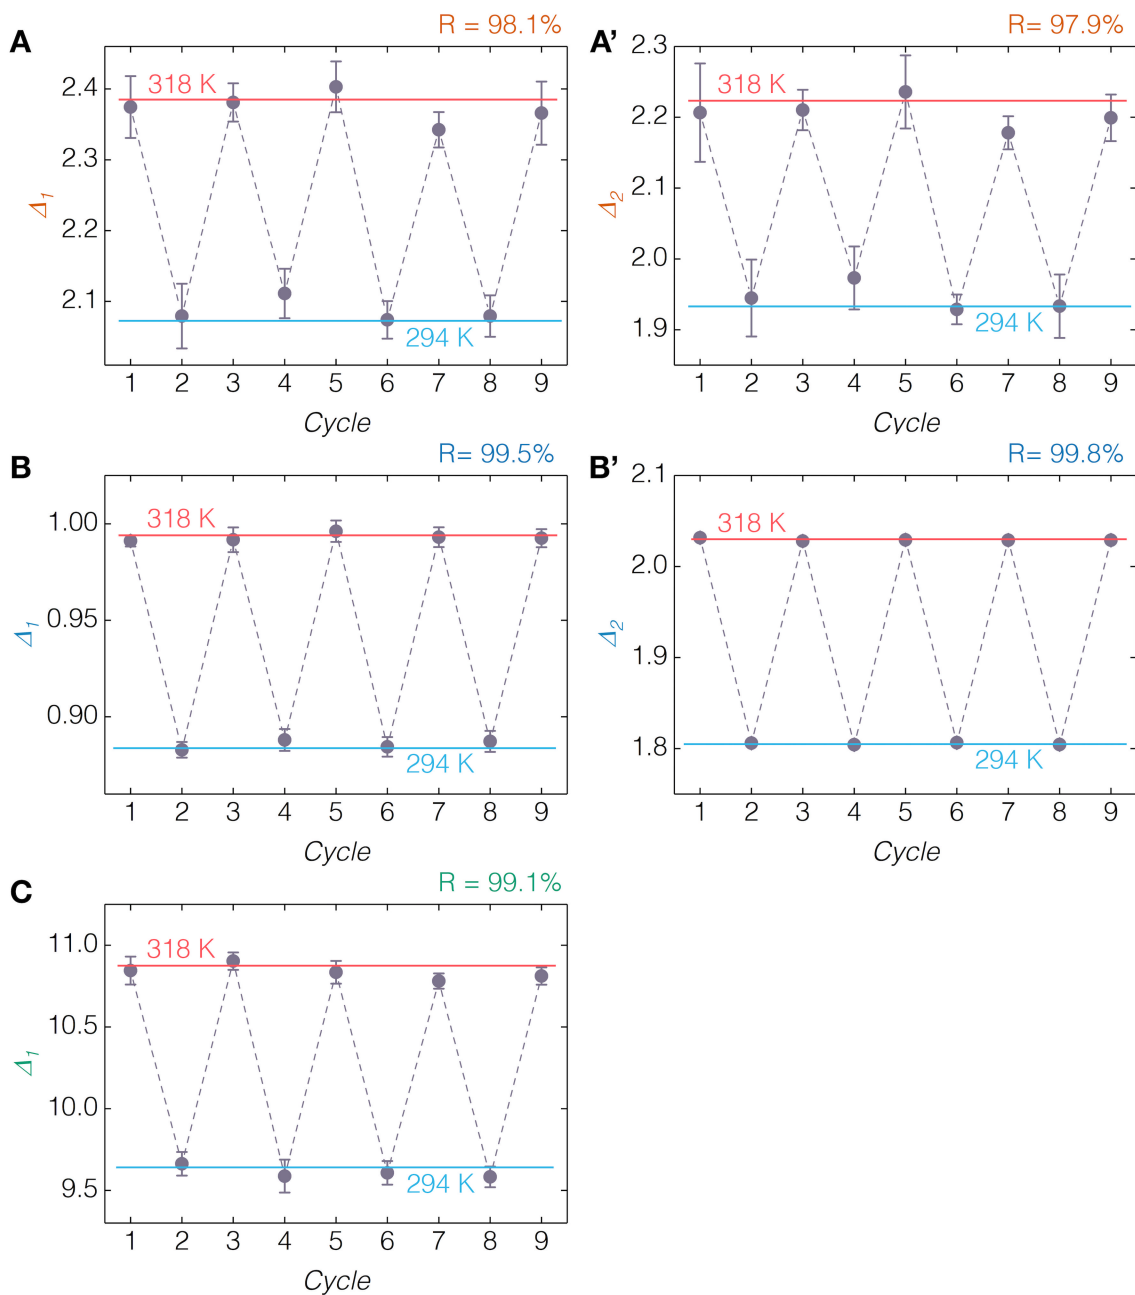 A
R = 98.1%
2.4
2.3
2.2
2.1
318 K
294 K
Δ1
1 2 3 4 5 6 7 8 9
Cycle
A’
R= 97.9%
2.3
2.2
2.1
2.0
1.9
318 K
294 K
Δ2
1 2 3 4 5 6 7 8 9
Cycle
B
R= 99.5%
1.00
0.95
0.90
318 K
294 K
Δ1
1 2 3 4 5 6 7 8 9
Cycle
B’
R= 99.8%
2.1
2.0
1.9
1.8
318 K
294 K
Δ2
1 2 3 4 5 6 7 8 9
Cycle
C
R = 99.1%
11.0
10.5
10.0
9.5
318 K
294 K
Δ1
1 2 3 4 5 6 7 8 9
Cycle